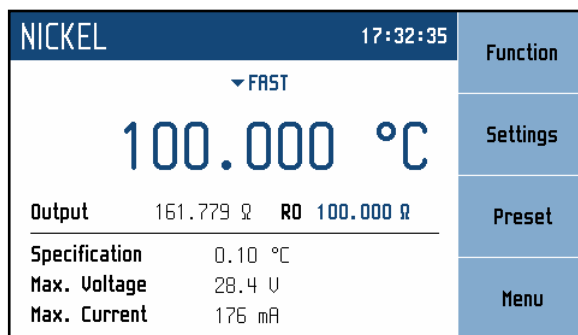 NICKEL 17:32:35
FAST
100.000 °C
Output 161.779 Ω R0 100.000 Ω
Specification 0.10 °C
Max. Voltage 28.4 V
Max. Current 176 mA
Function
Settings
Preset
Menu